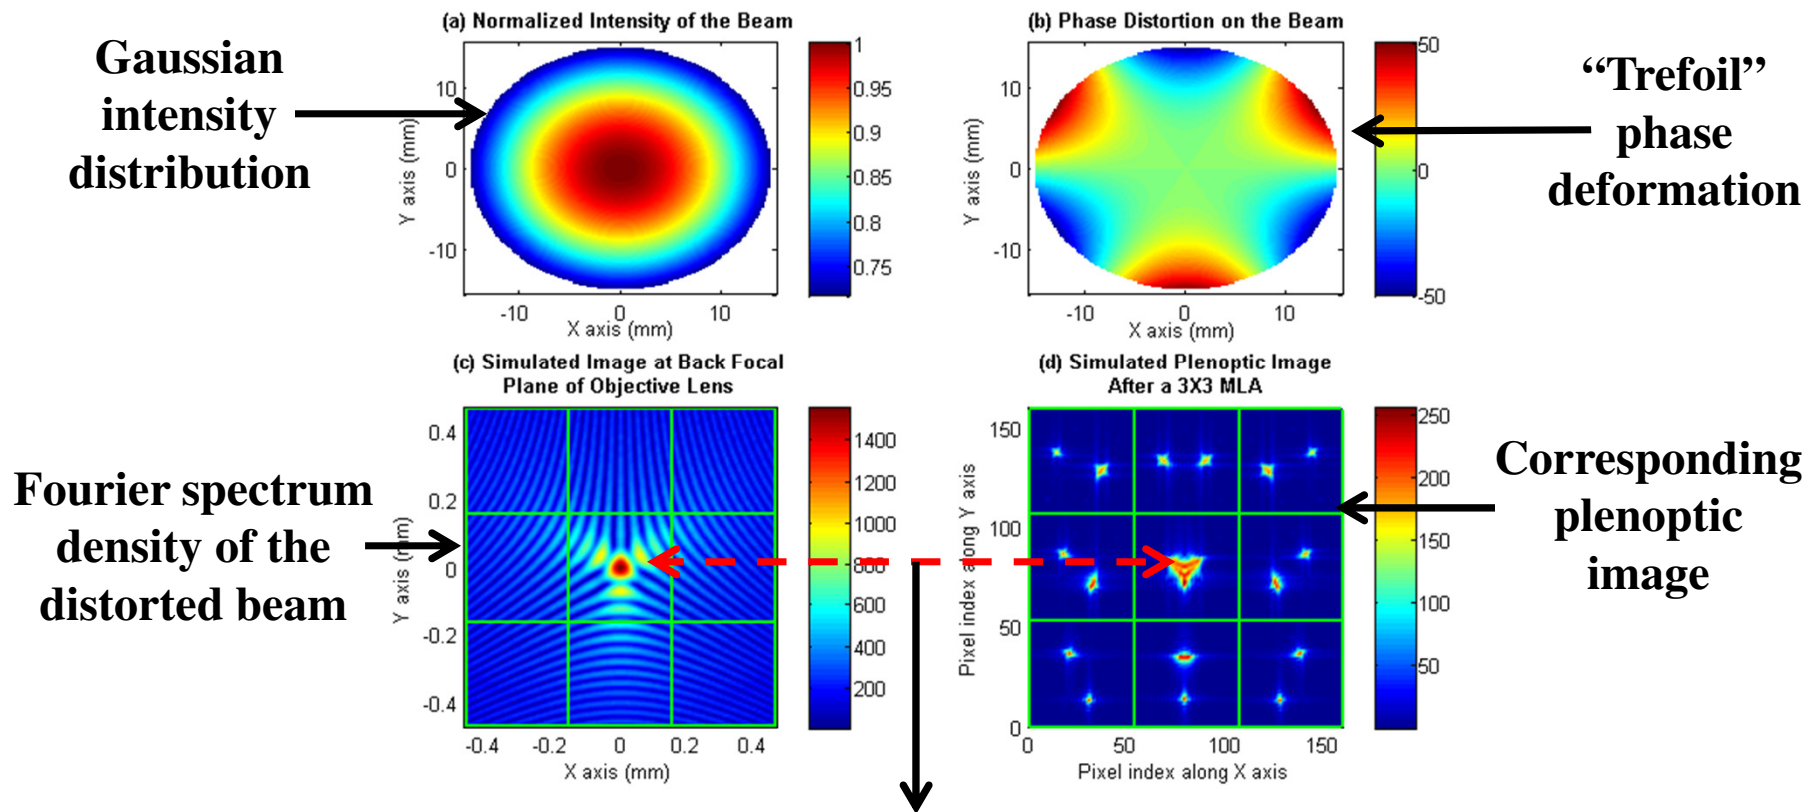 (a) Normalized Intensity of the Beam
Gaussian
intensity
distribution
Y axis (mm)
10
0
-10
-10
0
10
X axis (mm)
1
0.95
0.9
0.85
0.8
0.75
(b) Phase Distortion on the Beam
Y axis (mm)
10
0
-10
-10
0
10
X axis (mm)
50
0
-50
“Trefoil”
phase
deformation
(c) Simulated Image at Back Focal
Plane of Objective Lens
Fourier spectrum
density of the
distorted beam
Y axis (mm)
0.4
0.2
0
-0.2
-0.4
-0.4
-0.2
0
0.2
0.4
X axis (mm)
1400
1200
1000
800
600
400
200
(d) Simulated Plenoptic Image
After a 3X3 MLA
Pixel index along Y axis
150
100
50
0
0
50
100
150
Pixel index along X axis
250
200
150
100
50
Corresponding
plenoptic
image